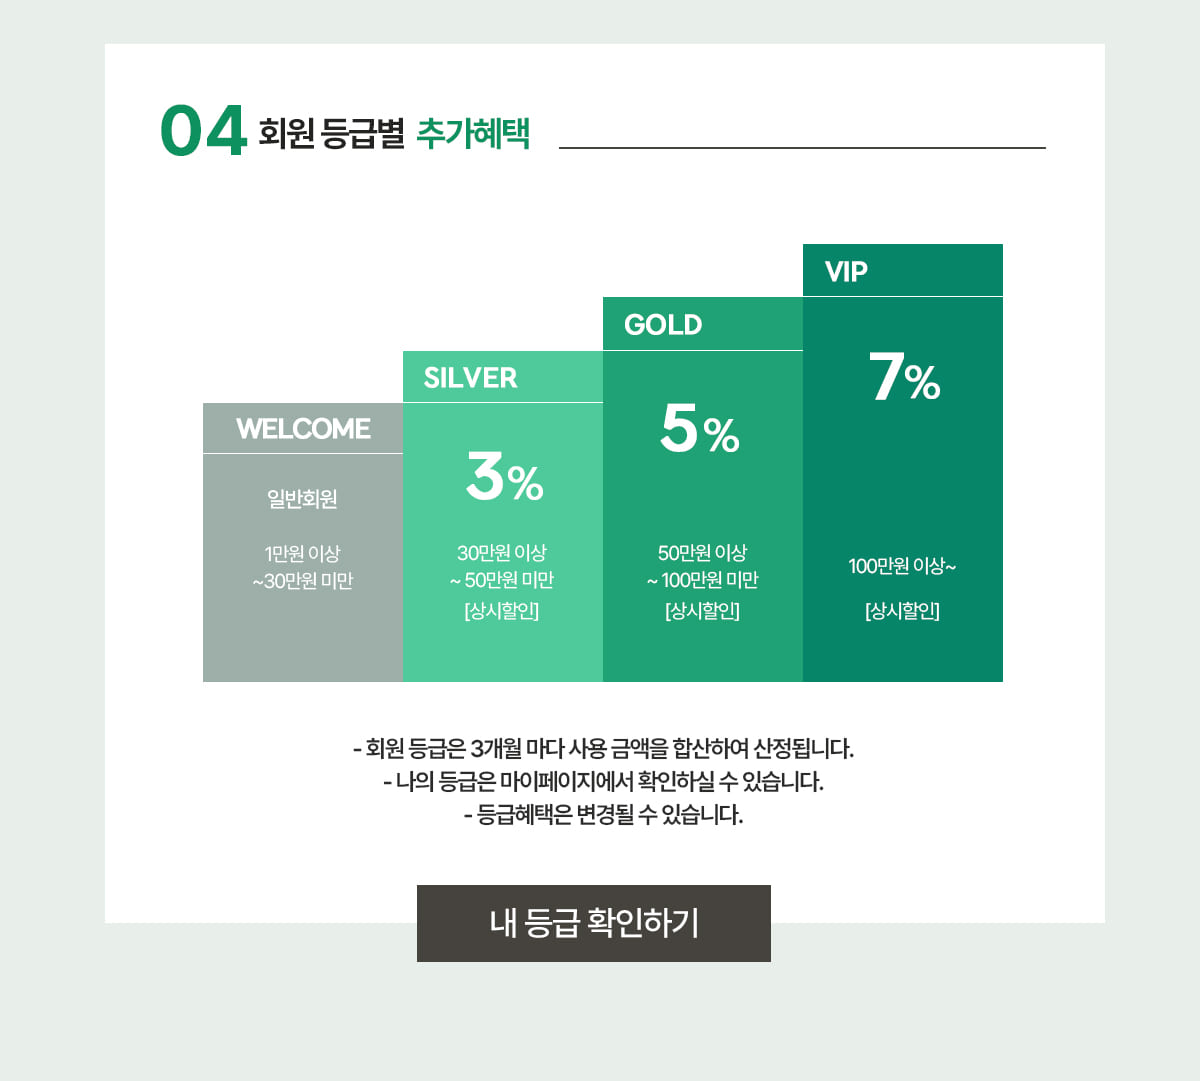 04 회원 등급별 추가혜택
WELCOME
일반회원
1만원 이상
~30만원 미만
SILVER
3%
30만원 이상
~ 50만원 미만
[상시할인]
GOLD
5%
50만원 이상
~ 100만원 미만
[상시할인]
VIP
7%
100만원 이상~
[상시할인]
- 회원 등급은 3개월 마다 사용 금액을 합산하여 산정됩니다.
- 나의 등급은 마이페이지에서 확인하실 수 있습니다.
- 등급혜택은 변경될 수 있습니다.
내 등급 확인하기